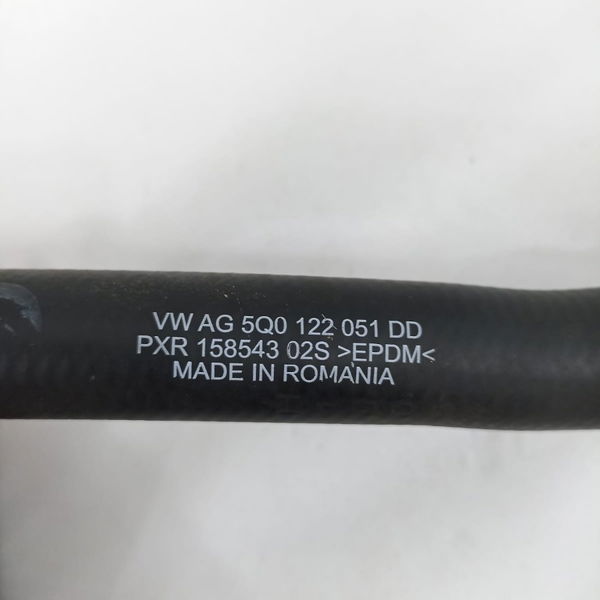 VW AG 5Q0 122 051 DD
PXR 158543 02S >EPDM<
MADE IN ROMANIA